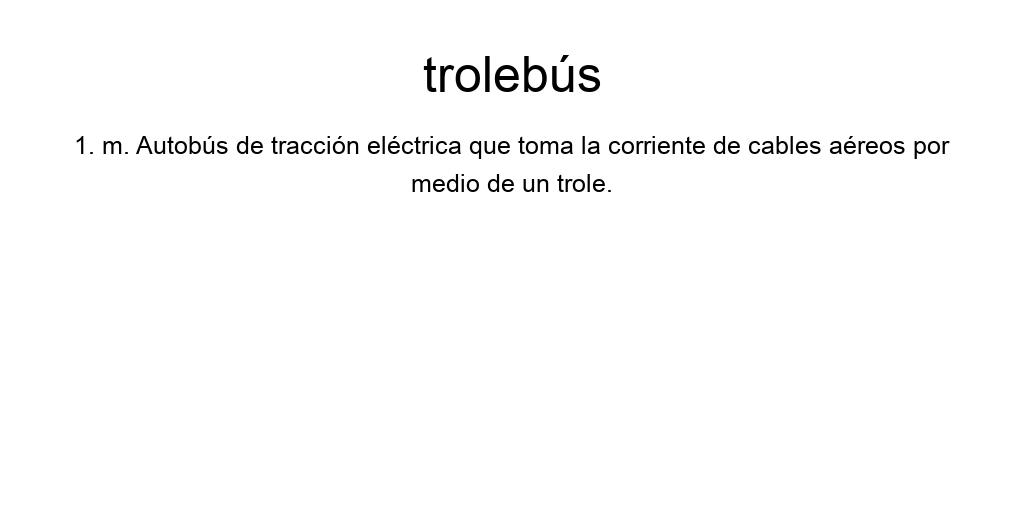 trolebús
1. m. Autobús de tracción eléctrica que toma la corriente de cables aéreos por
medio de un trole.